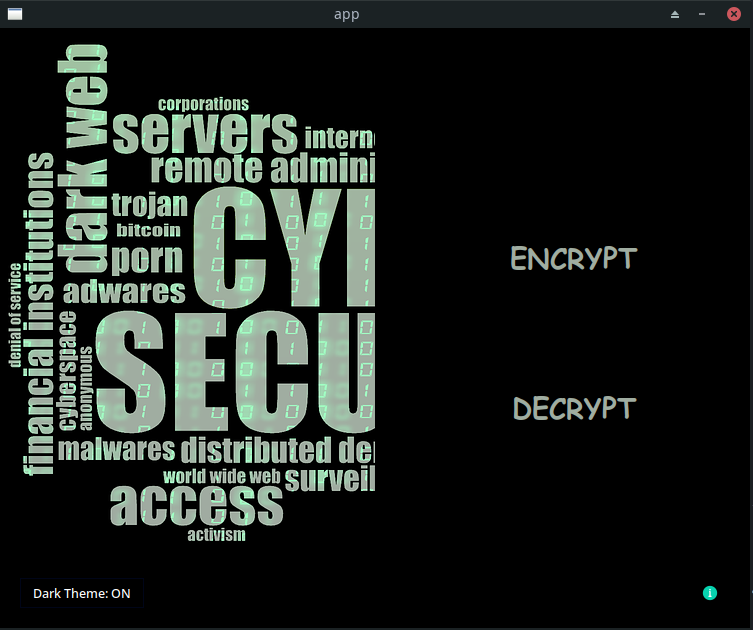 app
dark web
corporations
servers
intern
remote admini
financial institutions
trojan
bitcoin
porn
adwares
CY
denial of service
cyberspace
anonymous
SECU
malwares
distributed de
world wide web
surveil
access
activism
ENCRYPT
DECRYPT
Dark Theme: ON